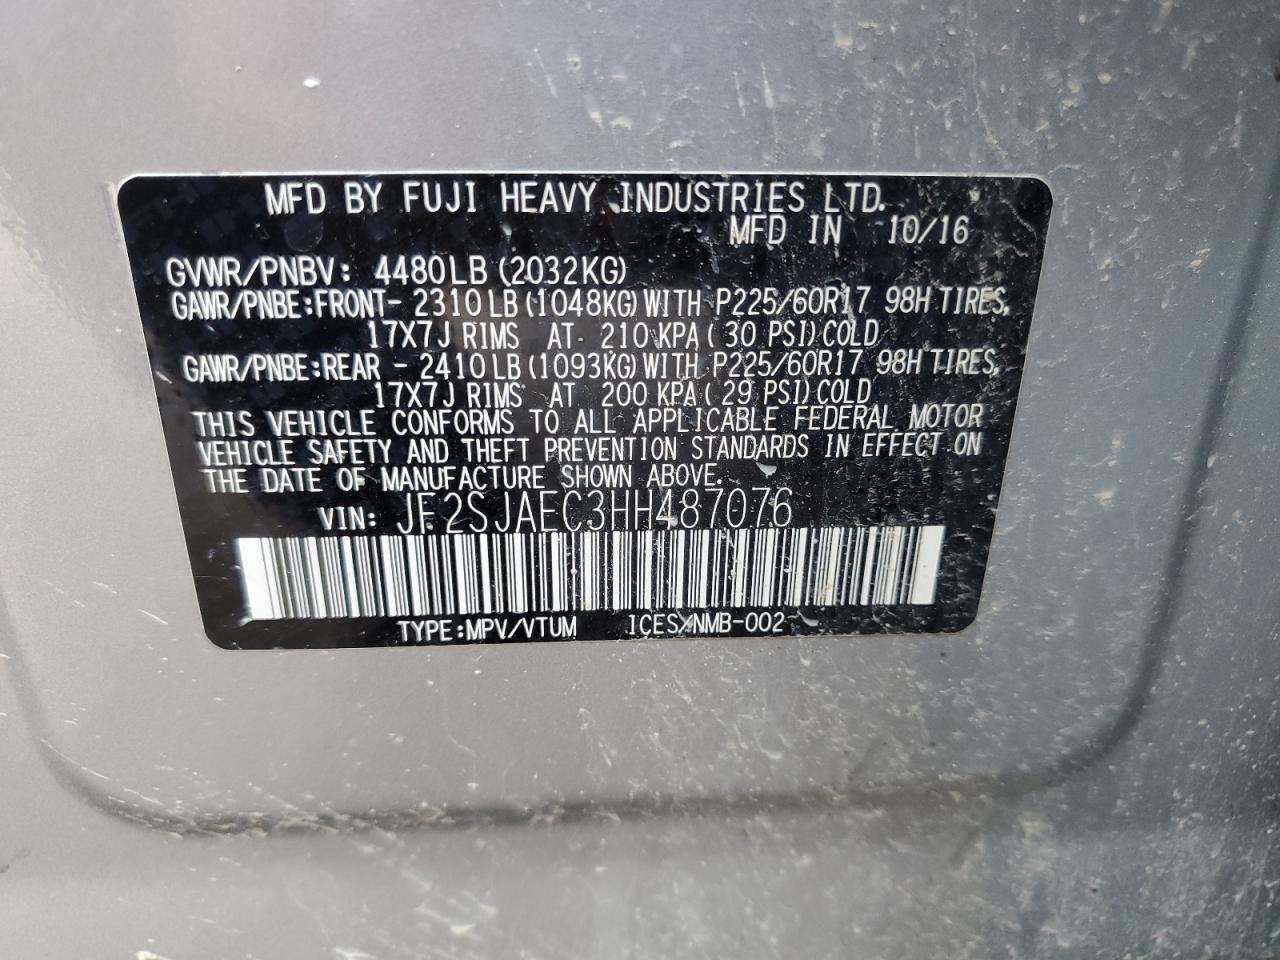 MFD BY FUJI HEAVY INDUSTRIES LTD.
MFD IN 10/16
GVWR/PNBV: 4480LB (2032KG)
GAWR/PNBE:FRONT- 2310LB (1048KG) WITH P225/60R17 98H TIRES,
17X7J RIMS AT 210 KPA ( 30 PSI) COLD
GAWR/PNBE:REAR - 2410LB (1093KG) WITH P225/60R17 98H TIRES,
17X7J RIMS AT 200 KPA ( 29 PSI) COLD
THIS VEHICLE CONFORMS TO ALL APPLICABLE FEDERAL MOTOR
VEHICLE SAFETY AND THEFT PREVENTION STANDARDS IN EFFECT ON
THE DATE OF MANUFACTURE SHOWN ABOVE.
VIN: JF2SJAEC3HH487076
TYPE:MPV/VTUM ICES/NMB-002